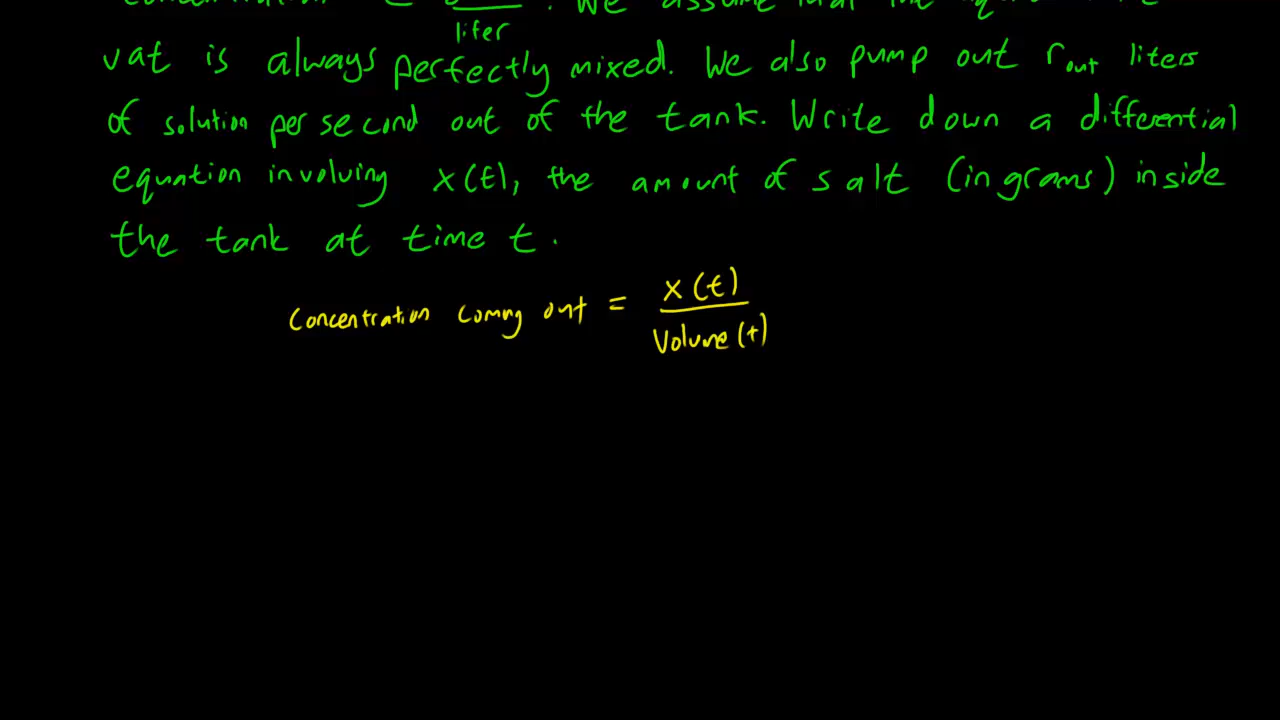 liter
vat is always perfectly mixed. We also pump out r_out liters
of solution per second out of the tank. Write down a differential
equation involving x(t), the amount of salt (in grams) inside
the tank at time t.
Concentration coming out = x(t)
Volume(t)